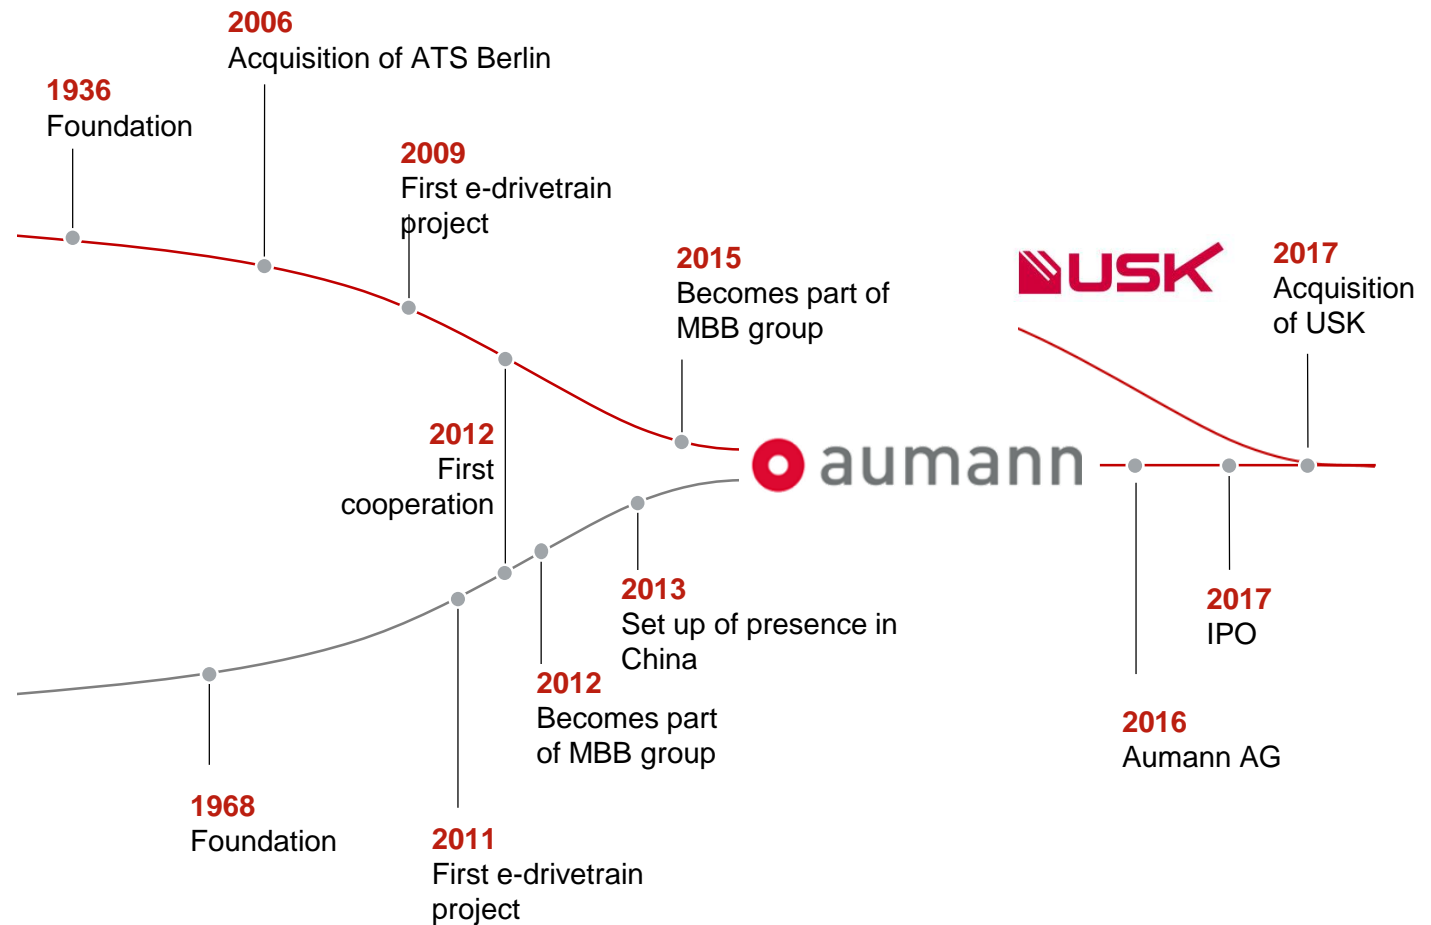 2006
Acquisition of ATS Berlin
1936
Foundation
2009
First e-drivetrain
project
2015
Becomes part of
MBB group
USK
2017
Acquisition
of USK
2012
First
cooperation
aumann
2013
Set up of presence in
China
2012
Becomes part
of MBB group
2017
IPO
2016
Aumann AG
1968
Foundation
2011
First e-drivetrain
project